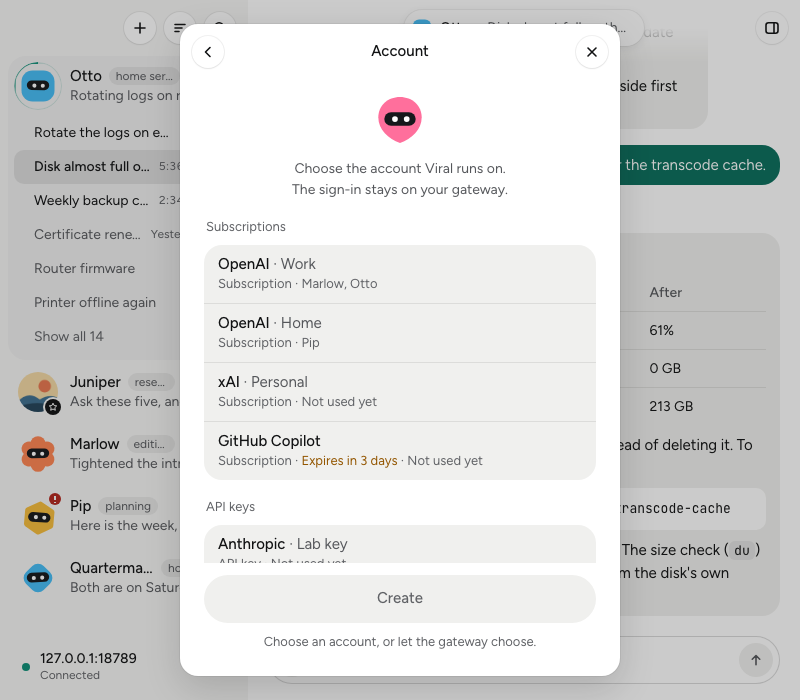 Otto
home ser...
Rotating logs on
Rotate the logs on e...
Disk almost full o...
5:36
Weekly backup c...
2:34
Certificate rene...
Yeste
Router firmware
Printer offline again
Show all 14
Juniper
rese...
Ask these five, an
Marlow
editi...
Tightened the
Pip
planning
Here is the week,
Quarterma...
Both are on Satur
127.0.0.1:18789
Connected
Account
Choose the account Viral runs on.
The sign-in stays on your gateway.
Subscriptions
OpenAI · Work
Subscription · Marlow, Otto
OpenAI · Home
Subscription · Pip
xAI · Personal
Subscription · Not used yet
GitHub Copilot
Subscription · Expires in 3 days · Not used yet
API keys
Anthropic · Lab key
API key · Not used yet
Create
Choose an account, or let the gateway choose.
side first
the transcode cache.
After
61%
0 GB
213 GB
ead of deleting it. To
transcode-cache
The size check ( du )
m the disk's own